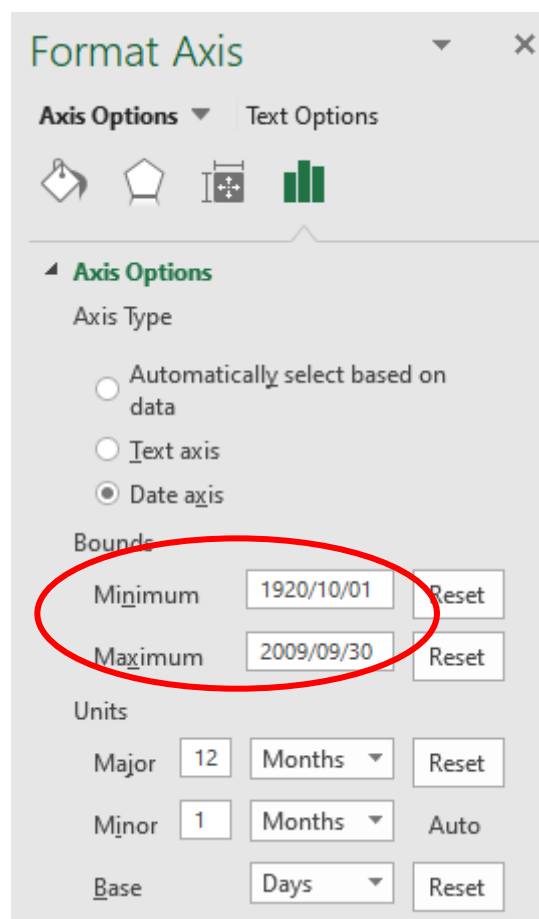 Format Axis
Axis Options Text Options
Axis Options
Axis Type
Automatically select based on
data
Text axis
Date axis
Bounds
Minimum 1920/10/01 Reset
Maximum 2009/09/30 Reset
Units
Major 12 Months Reset
Minor 1 Months Auto
Base Days Reset